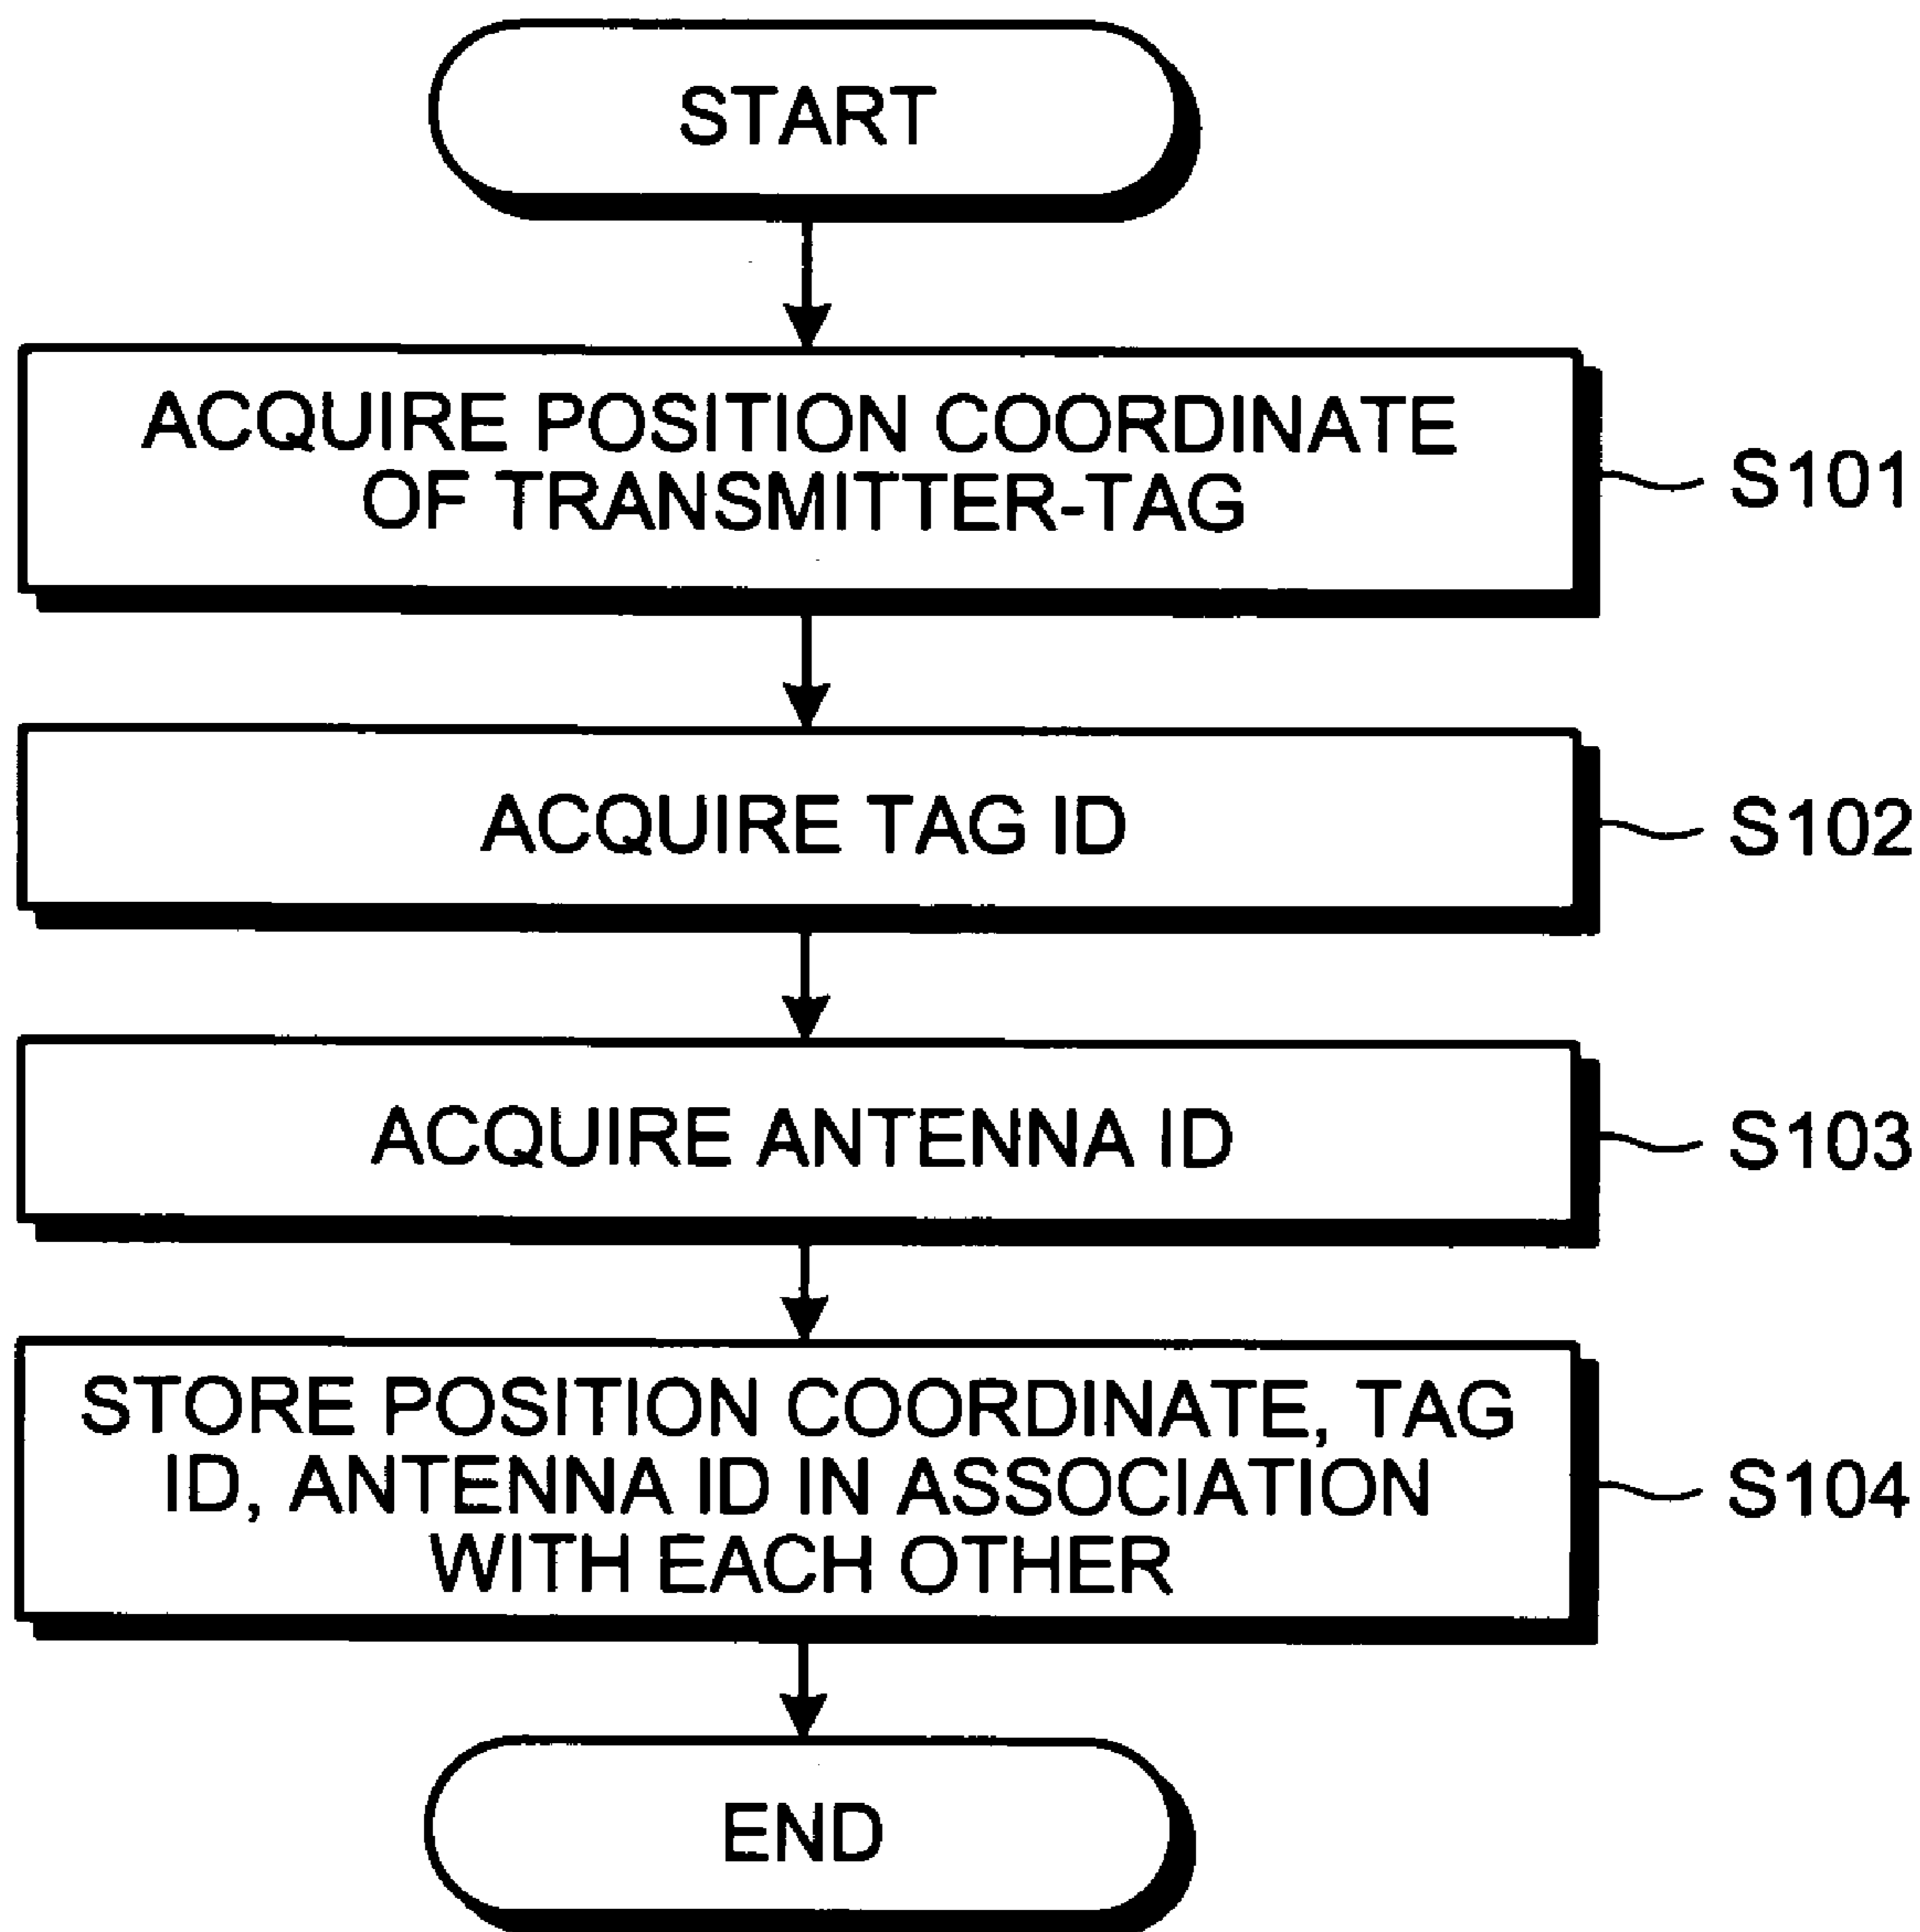 START
ACQUIRE POSITION COORDINATE
OF TRANSMITTER-TAG
S101
ACQUIRE TAG ID
S102
ACQUIRE ANTENNA ID
S103
STORE POSITION COORDINATE, TAG
ID, ANTENNA ID IN ASSOCIATION
WITH EACH OTHER
S104
END